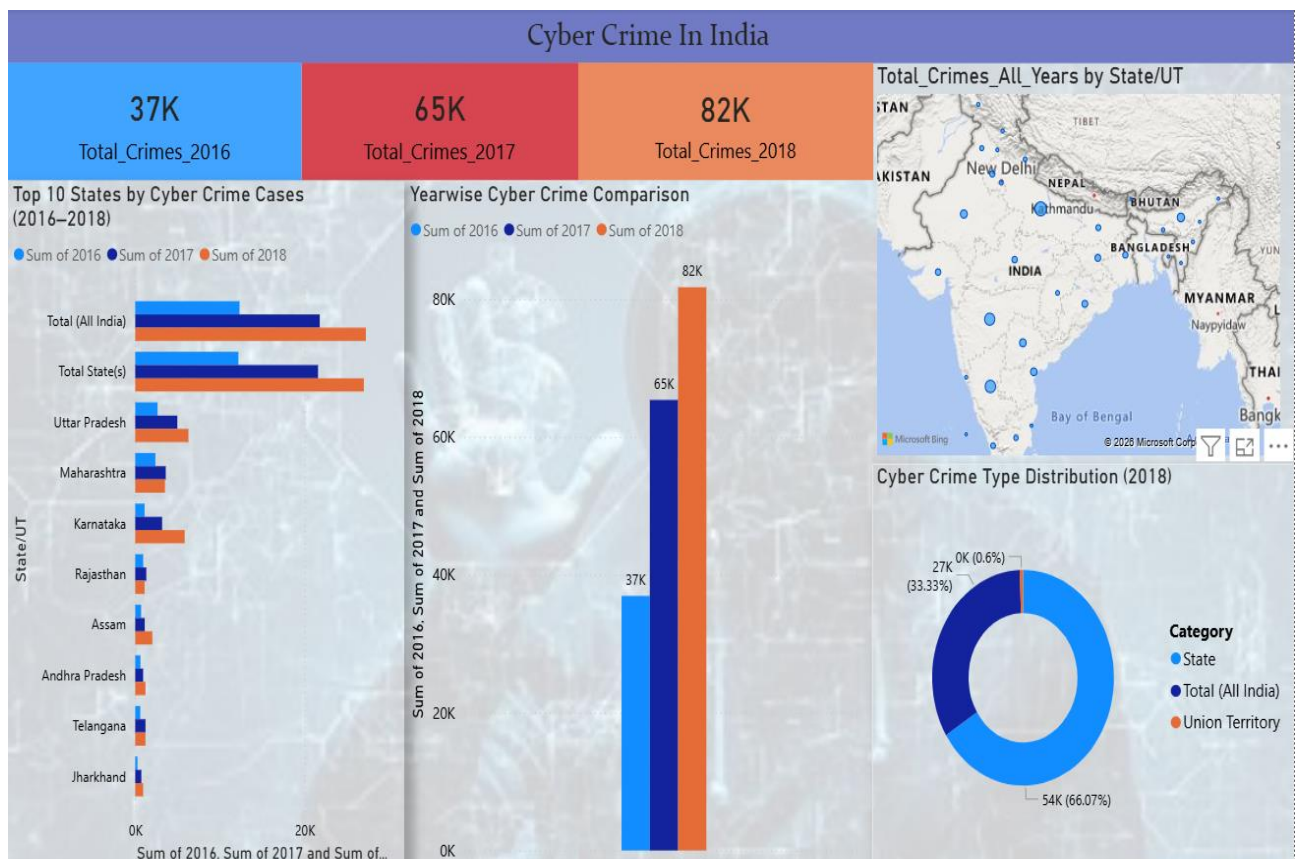 Cyber Crime In India
37K
Total_Crimes_2016
65K
Total_Crimes_2017
82K
Total_Crimes_2018
Top 10 States by Cyber Crime Cases
(2016–2018)
Sum of 2016 Sum of 2017 Sum of 2018
State/UT
Total (All India)
Total State(s)
Uttar Pradesh
Maharashtra
Karnataka
Rajasthan
Assam
Andhra Pradesh
Telangana
Jharkhand
0K 20K
Sum of 2016, Sum of 2017 and Sum of...
Yearwise Cyber Crime Comparison
Sum of 2016 Sum of 2017 Sum of 2018
Sum of 2016, Sum of 2017 and Sum of 2018
80K
60K
40K
20K
0K
37K
65K
82K
Total_Crimes_All_Years by State/UT
STAN
TIBET
AKISTAN
New Delhi
NEPAL
Kathmandu
BHUTAN
BANGLADESH
YUN
INDIA
MYANMAR
Naypyidaw
THAI
Bay of Bengal
Bangk
Microsoft Bing
© 2026 Microsoft Corp
Cyber Crime Type Distribution (2018)
0K (0.6%)
27K
(33.33%)
54K (66.07%)
Category
State
Total (All India)
Union Territory